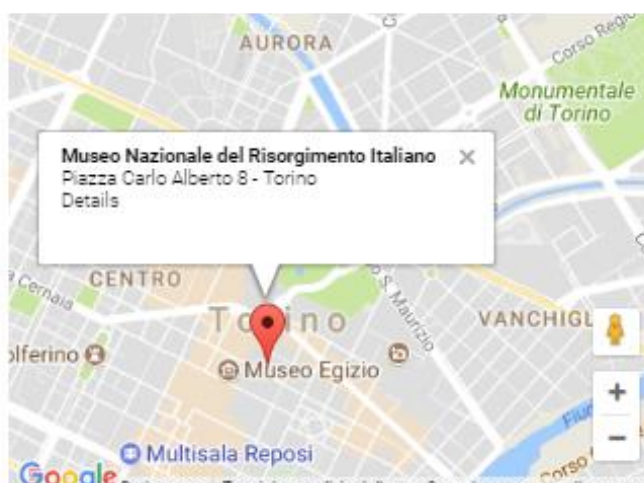 AURORA
Corso Regio
Monumentale
di Torino
Museo Nazionale del Risorgimento Italiano ×
Piazza Carlo Alberto 8 - Torino
Details
CENTRO
a Cernaia
Torino
S. Maurizio
VANCHIGL
olferino
Museo Egizio
+
−
Multisala Reposi
Fiu
Corso
Google